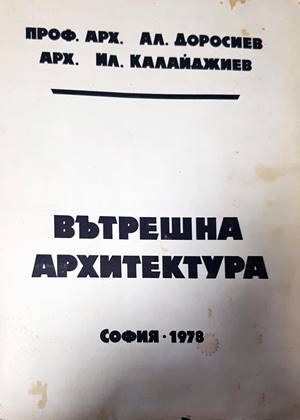 ПРОФ. АРХ. АЛ. ДОРОСИЕВ
АРХ. ИЛ. КАЛАЙДЖИЕВ
ВЪТРЕШНА
АРХИТЕКТУРА
СОФИЯ · 1978